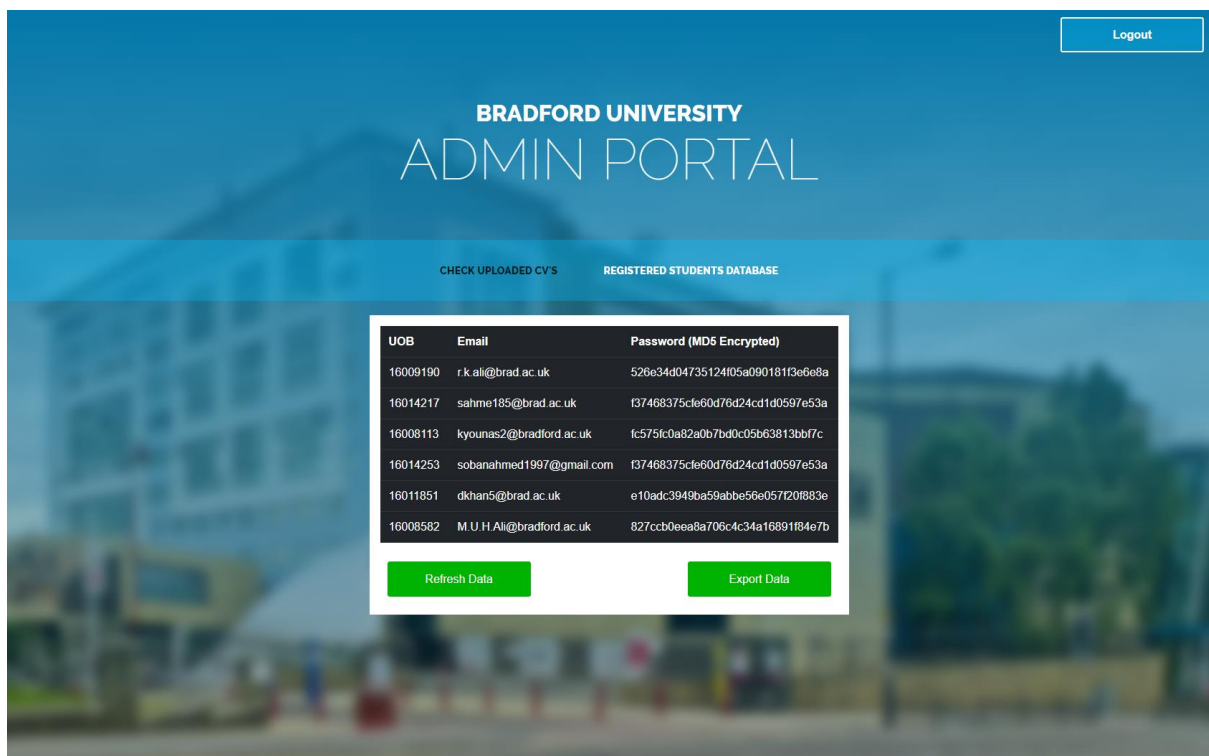 Logout
BRADFORD UNIVERSITY
ADMIN PORTAL
CHECK UPLOADED CV'S REGISTERED STUDENTS DATABASE
UOB Email Password (MD5 Encrypted)
16009190 r.k.ali@brad.ac.uk 526e34d04735124f05a090181f3e6e8a
16014217 sahme185@brad.ac.uk f37468375cfe60d76d24cd1d0597e53a
16008113 kyounas2@bradford.ac.uk fc575fc0a82a0b7bd0c05b63813bbf7c
16014253 sobanahmed1997@gmail.com f37468375cfe60d76d24cd1d0597e53a
16011851 dkhan5@brad.ac.uk e10adc3949ba59abbe56e057f20f883e
16008582 M.U.H.Ali@bradford.ac.uk 827ccb0eea8a706c4c34a16891f84e7b
Refresh Data Export Data